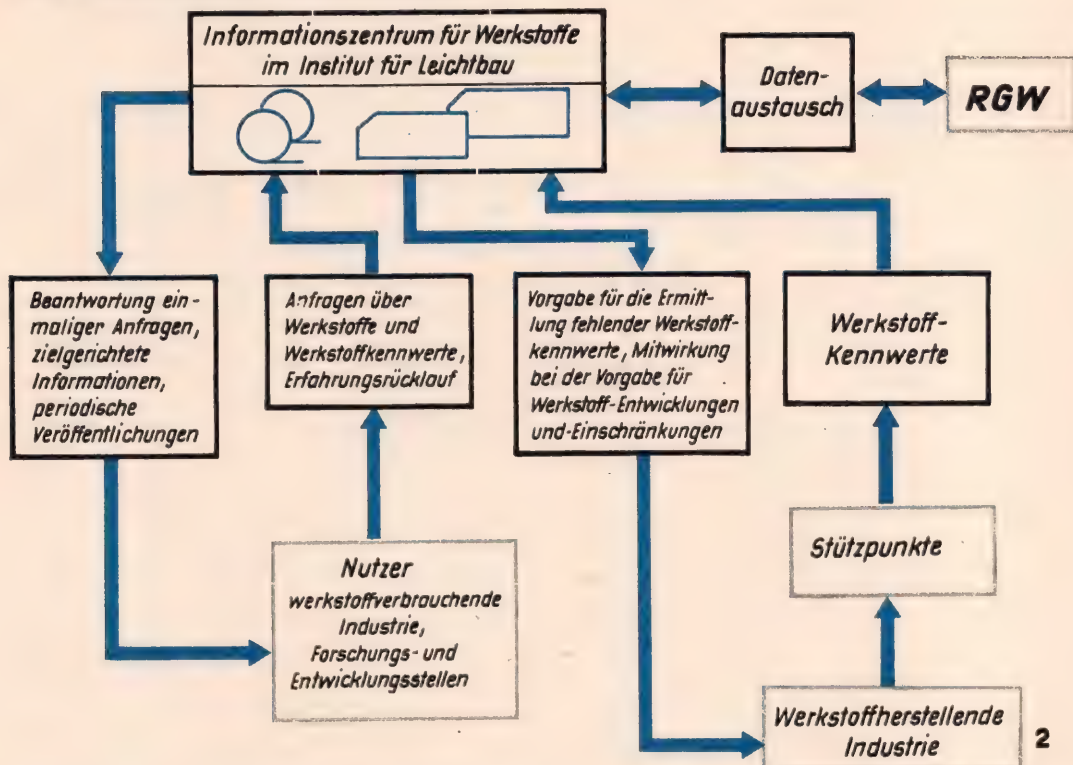 Informationszentrum für Werkstoffe
im Institut für Leichtbau
Daten-
austausch
RGW
Beantwortung ein-
maliger Anfragen,
zielgerichtete
Informationen,
periodische
Veröffentlichungen
Anfragen über
Werkstoffe und
Werkstoffkennwerte,
Erfahrungsrücklauf
Vorgabe für die Ermitt-
lung fehlender Werkstoff-
kennwerte, Mitwirkung
bei der Vorgabe für
Werkstoff-Entwicklungen
und-Einschränkungen
Werkstoff-
Kennwerte
Nutzer
werkstoffverbrauchende
Industrie,
Forschungs- und
Entwicklungsstellen
Stützpunkte
Werkstoffherstellende
Industrie
2